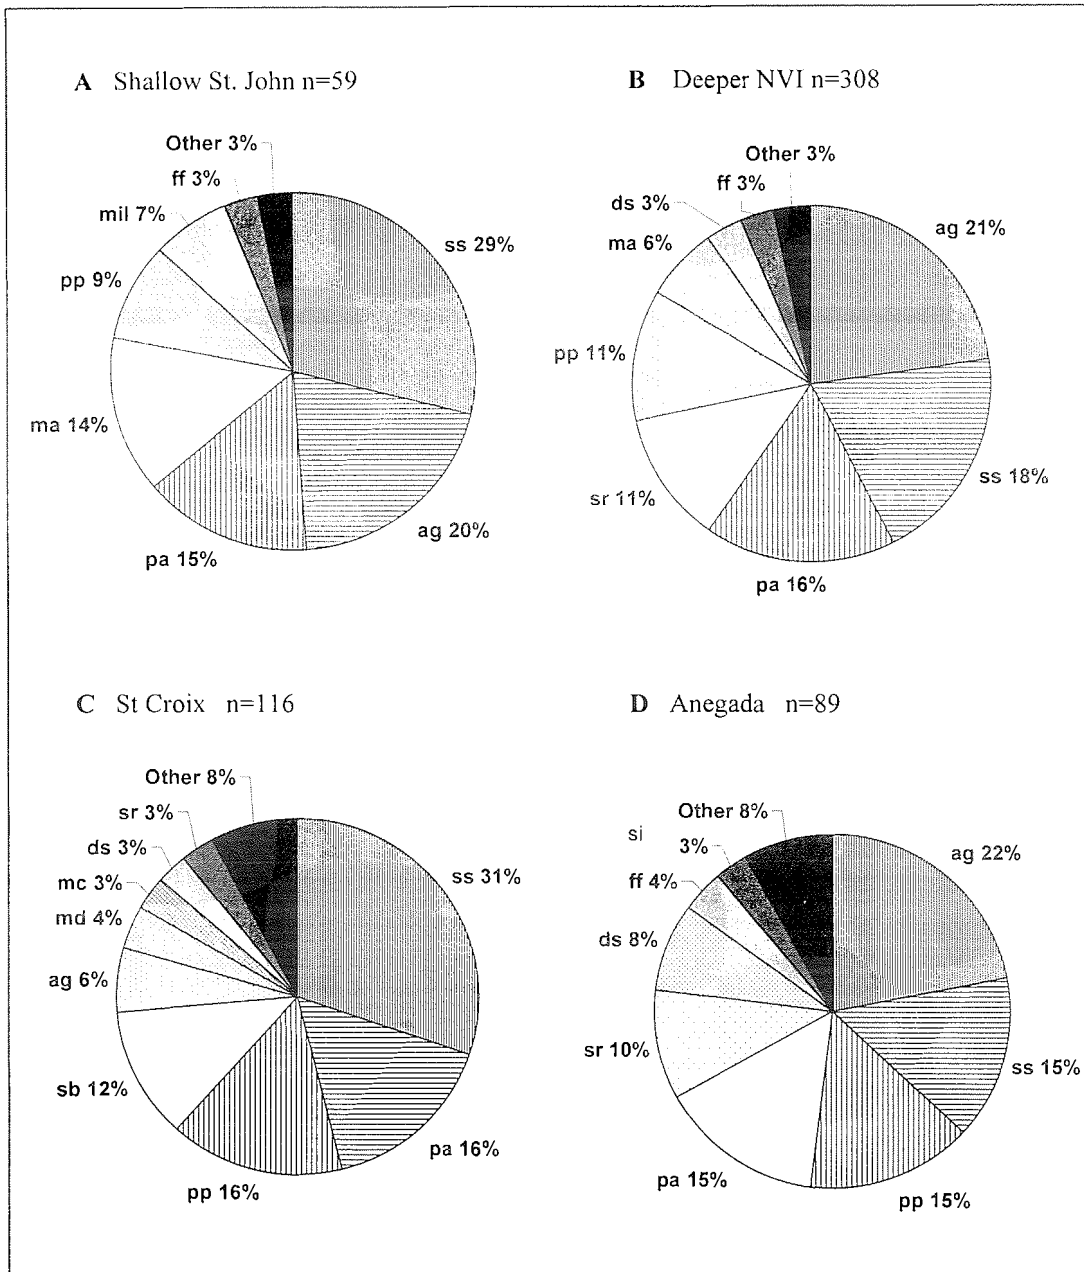 A Shallow St. John n=59
Other 3%
ff 3%
mil 7%
pp 9%
ma 14%
pa 15%
ag 20%
ss 29%
B Deeper NVI n=308
Other 3%
ff 3%
ds 3%
ma 6%
pp 11%
sr 11%
pa 16%
ss 18%
ag 21%
C St Croix n=116
Other 8%
sr 3%
ds 3%
mc 3%
md 4%
ag 6%
sb 12%
pp 16%
pa 16%
ss 31%
D Anegada n=89
Other 8%
si
3%
ff 4%
ds 8%
sr 10%
pa 15%
pp 15%
ss 15%
ag 22%